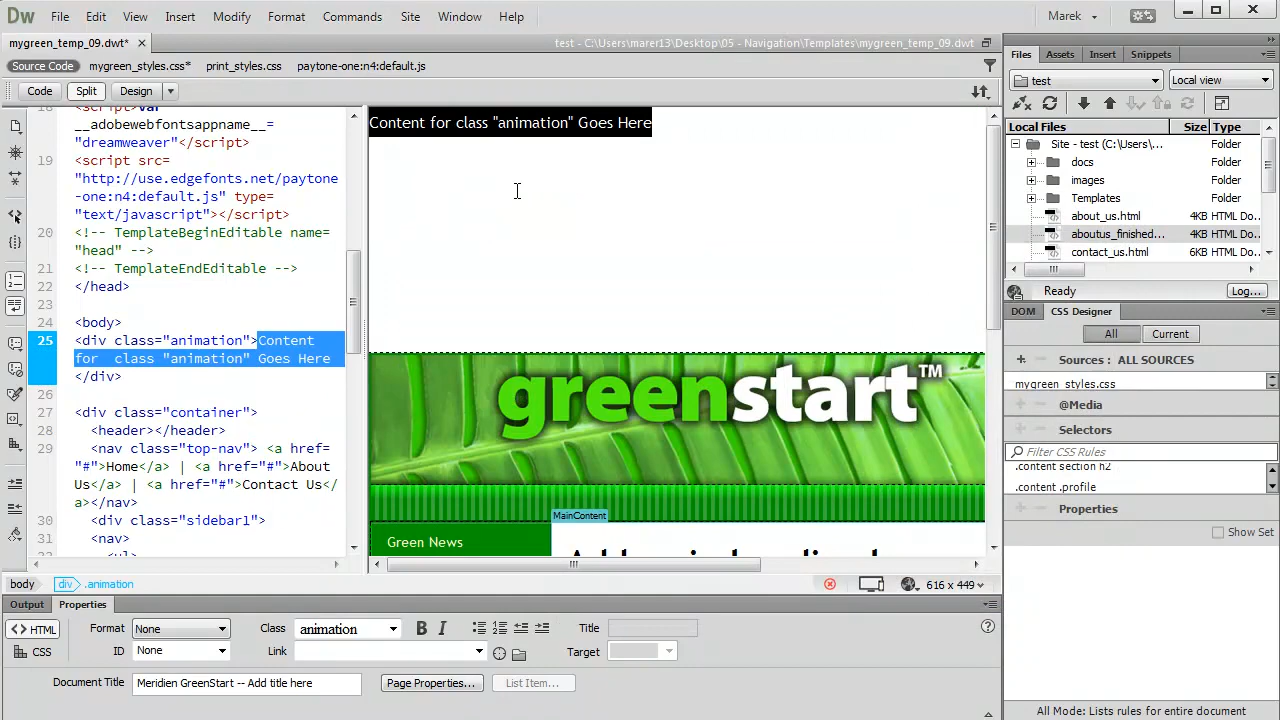 Dw File Edit View Insert Modify Format Commands Site Window Help Marek
mygreen_temp_09.dwt* test - C:\Users\marer13\Desktop\05 - Navigation\Templates\mygreen_temp_09.dwt
Source Code mygreen_styles.css* print_styles.css paytone-one:n4:default.js
Code Split Design
18 <script>var
__adobewebfontsappname__=
"dreamweaver"</script>
19 <script src=
"http://use.edgefonts.net/paytone
-one:n4:default.js" type=
"text/javascript"></script>
20 <!-- TemplateBeginEditable name=
"head" -->
21 <!-- TemplateEndEditable -->
22 </head>
23
24 <body>
25 <div class="animation">Content
for class "animation" Goes Here
</div>
26
27 <div class="container">
28 <header></header>
29 <nav class="top-nav"> <a href=
"#">Home</a> | <a href="#">About
Us</a> | <a href="#">Contact Us</
a></nav>
30 <div class="sidebar1">
31 <nav>
Content for class "animation" Goes Here
greenstart™
MainContent
Green News
body div .animation
616 x 449
Output Properties
<> HTML Format None Class animation B I Title
CSS ID None Link Target
Document Title Meridien GreenStart -- Add title here Page Properties... List Item...
Files Assets Insert Snippets
test Local view
Local Files Size Type
Site - test (C:\Users\... Folder
docs Folder
images Folder
Templates Folder
about_us.html 4KB HTML Do...
aboutus_finished... 4KB HTML Do...
contact_us.html 6KB HTML Do...
Ready Log...
DOM CSS Designer
All Current
Sources : ALL SOURCES
mygreen_styles.css
@Media
Selectors
Filter CSS Rules
.content section h2
.content .profile
Properties
Show Set
All Mode: Lists rules for entire document